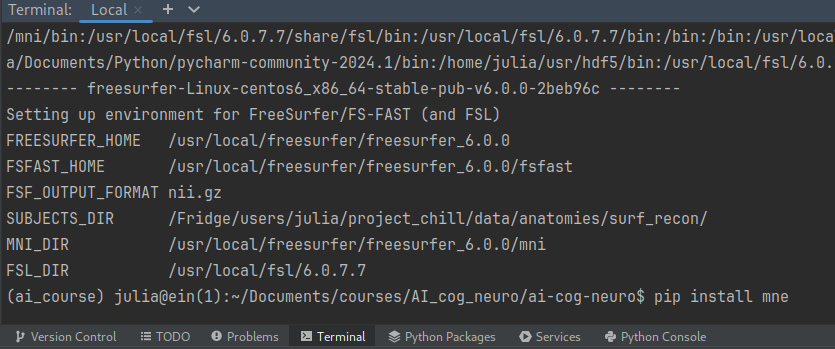 Terminal: Local × +
/mni/bin:/usr/local/fsl/6.0.7.7/share/fsl/bin:/usr/local/fsl/6.0.7.7/bin:/bin:/bin:/bin:/usr/loca
a/Documents/Python/pycharm-community-2024.1/bin:/home/julia/usr/hdf5/bin:/usr/local/fsl/6.0.
-------- freesurfer-Linux-centos6_x86_64-stable-pub-v6.0.0-2beb96c --------
Setting up environment for FreeSurfer/FS-FAST (and FSL)
FREESURFER_HOME   /usr/local/freesurfer/freesurfer_6.0.0
FSFAST_HOME       /usr/local/freesurfer/freesurfer_6.0.0/fsfast
FSF_OUTPUT_FORMAT nii.gz
SUBJECTS_DIR      /Fridge/users/julia/project_chill/data/anatomies/surf_recon/
MNI_DIR           /usr/local/freesurfer/freesurfer_6.0.0/mni
FSL_DIR           /usr/local/fsl/6.0.7.7
(ai_course) julia@ein(1):~/Documents/courses/AI_cog_neuro/ai-cog-neuro$ pip install mne
Version Control TODO Problems Terminal Python Packages Services Python Console